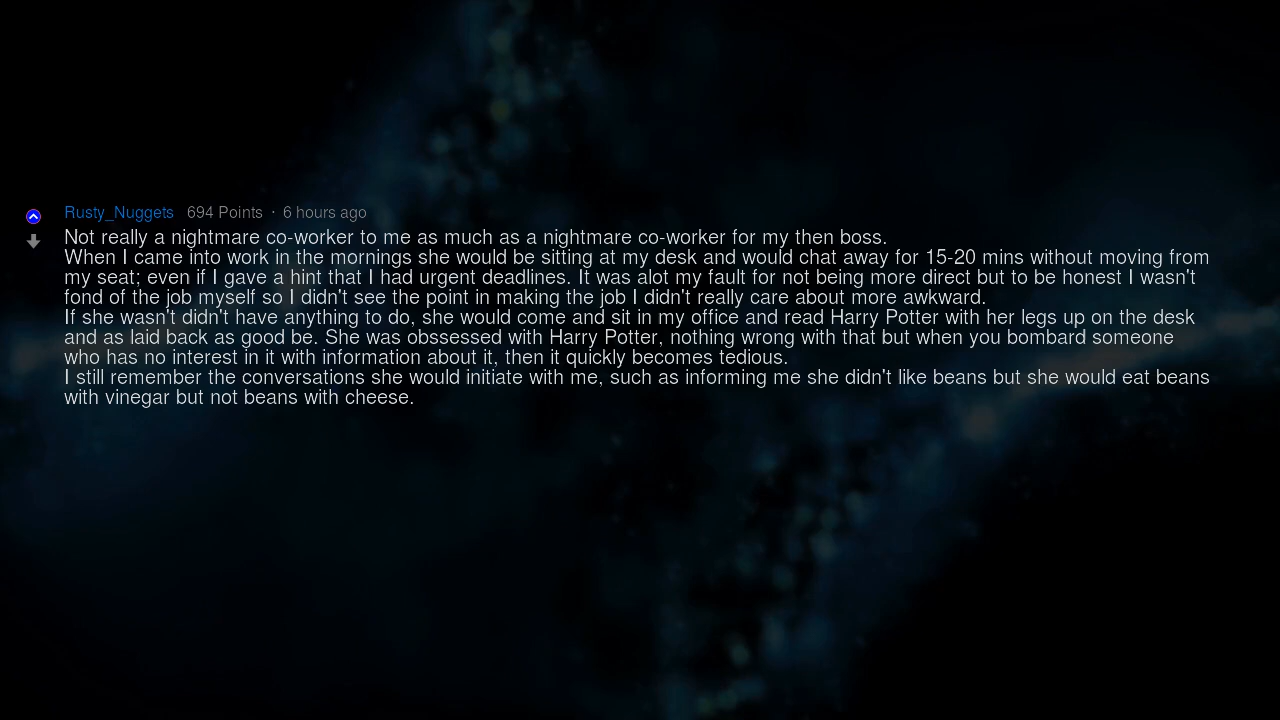 Rusty_Nuggets 694 Points · 6 hours ago
Not really a nightmare co-worker to me as much as a nightmare co-worker for my then boss.
When I came into work in the mornings she would be sitting at my desk and would chat away for 15-20 mins without moving from
my seat; even if I gave a hint that I had urgent deadlines. It was alot my fault for not being more direct but to be honest I wasn't
fond of the job myself so I didn't see the point in making the job I didn't really care about more awkward.
If she wasn't didn't have anything to do, she would come and sit in my office and read Harry Potter with her legs up on the desk
and as laid back as good be. She was obssessed with Harry Potter, nothing wrong with that but when you bombard someone
who has no interest in it with information about it, then it quickly becomes tedious.
I still remember the conversations she would initiate with me, such as informing me she didn't like beans but she would eat beans
with vinegar but not beans with cheese.